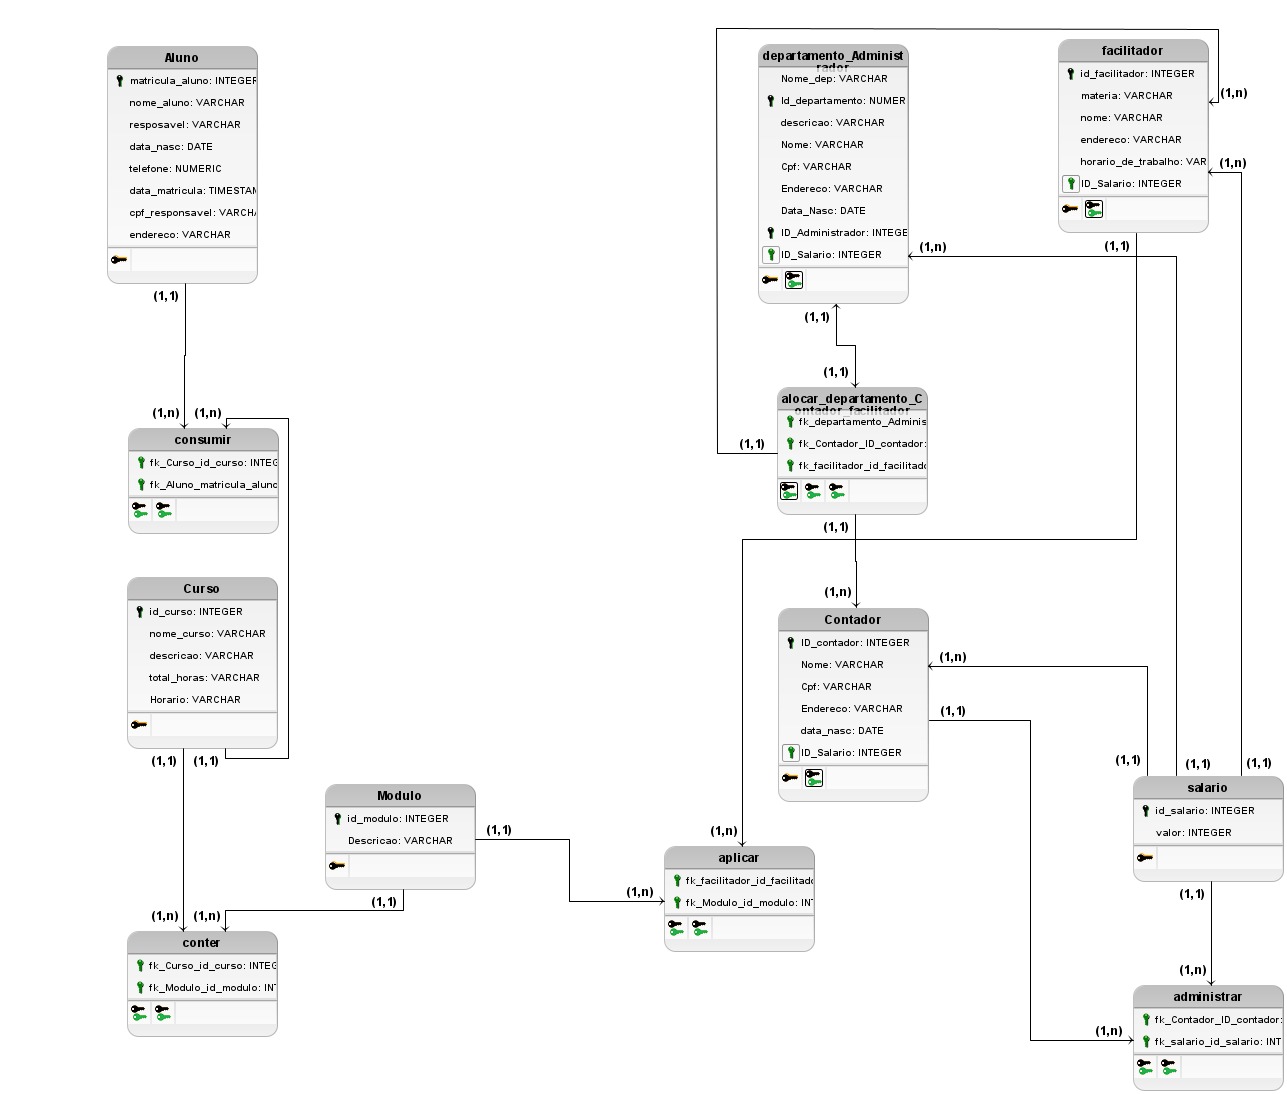 Aluno
matricula_aluno: INTEGER
nome_aluno: VARCHAR
resposavel: VARCHAR
data_nasc: DATE
telefone: NUMERIC
data_matricula: TIMESTAM
cpf_responsavel: VARCHA
endereco: VARCHAR
(1,1)
(1,n) (1,n)
consumir
fk_Curso_id_curso: INTEG
fk_Aluno_matricula_aluno
Curso
id_curso: INTEGER
nome_curso: VARCHAR
descricao: VARCHAR
total_horas: VARCHAR
Horario: VARCHAR
(1,1) (1,1)
Modulo
id_modulo: INTEGER
Descricao: VARCHAR
(1,1)
(1,1)
(1,n) (1,n)
conter
fk_Curso_id_curso: INTEG
fk_Modulo_id_modulo: INT
departamento_Administ
rador
Nome_dep: VARCHAR
Id_departamento: NUMER
descricao: VARCHAR
Nome: VARCHAR
Cpf: VARCHAR
Endereco: VARCHAR
Data_Nasc: DATE
ID_Administrador: INTEGE
ID_Salario: INTEGER
(1,n)
(1,1)
(1,1)
alocar_departamento_C
ontador_facilitador
fk_departamento_Adminis
fk_Contador_ID_contador:
fk_facilitador_id_facilitado
(1,1)
(1,1)
(1,n)
Contador
ID_contador: INTEGER
Nome: VARCHAR
Cpf: VARCHAR
Endereco: VARCHAR
data_nasc: DATE
ID_Salario: INTEGER
(1,n)
(1,1)
(1,n)
(1,n)
aplicar
fk_facilitador_id_facilitado
fk_Modulo_id_modulo: INT
facilitador
id_facilitador: INTEGER
materia: VARCHAR
nome: VARCHAR
endereco: VARCHAR
horario_de_trabalho: VAR
ID_Salario: INTEGER
(1,n)
(1,n)
(1,1)
(1,1) (1,1) (1,1)
salario
id_salario: INTEGER
valor: INTEGER
(1,1)
(1,n)
(1,n)
administrar
fk_Contador_ID_contador:
fk_salario_id_salario: INT